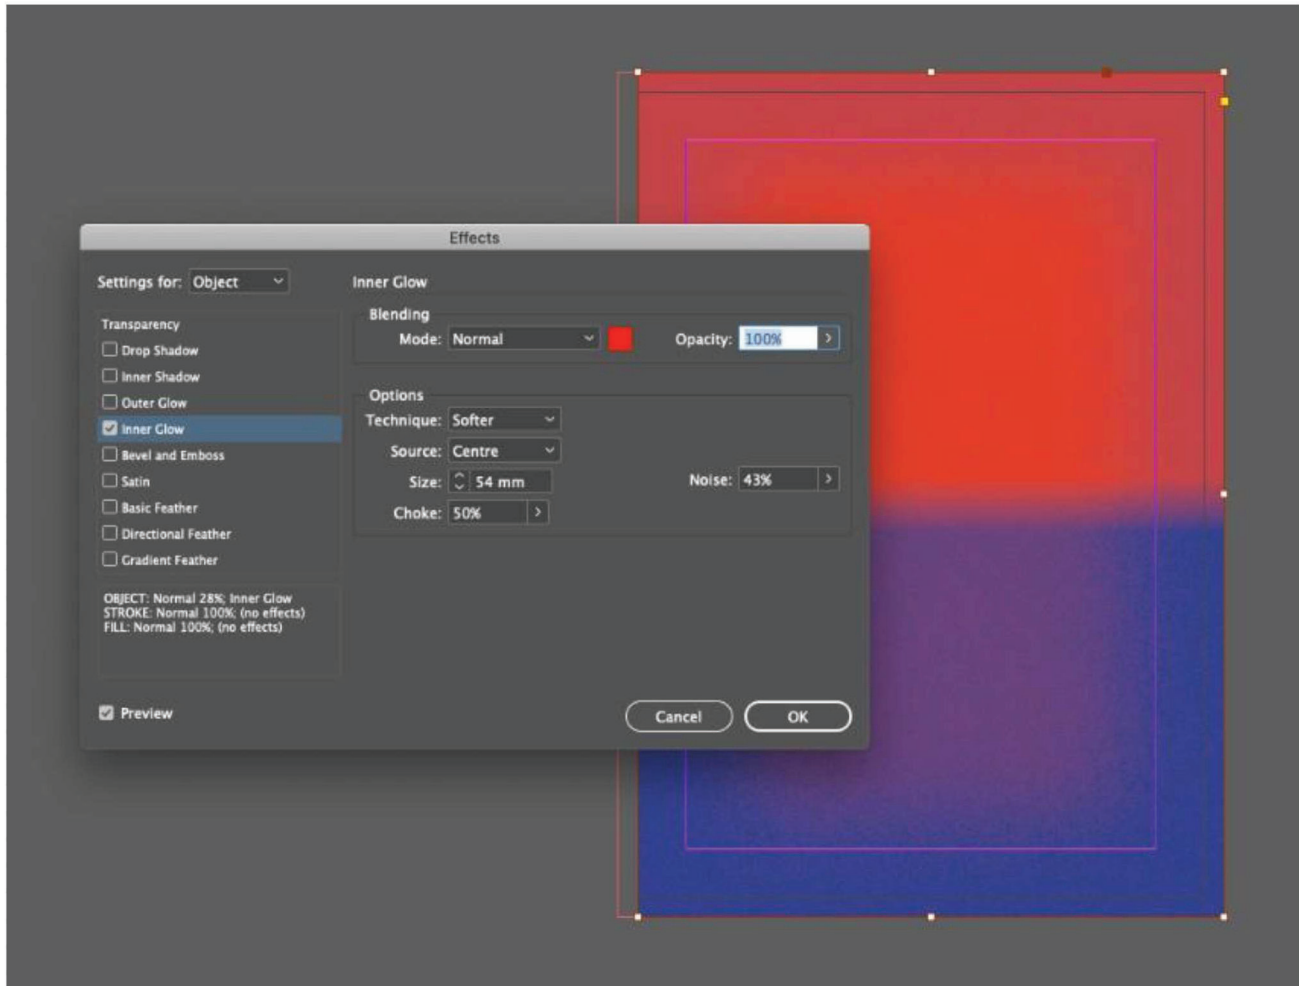 Effects
Settings for: Object
Transparency
Drop Shadow
Inner Shadow
Outer Glow
Inner Glow
Bevel and Emboss
Satin
Basic Feather
Directional Feather
Gradient Feather
OBJECT: Normal 28%; Inner Glow
STROKE: Normal 100%; (no effects)
FILL: Normal 100%; (no effects)
Preview
Inner Glow
Blending
Mode: Normal Opacity: 100%
Options
Technique: Softer
Source: Centre
Size: 54 mm Noise: 43%
Choke: 50%
Cancel OK